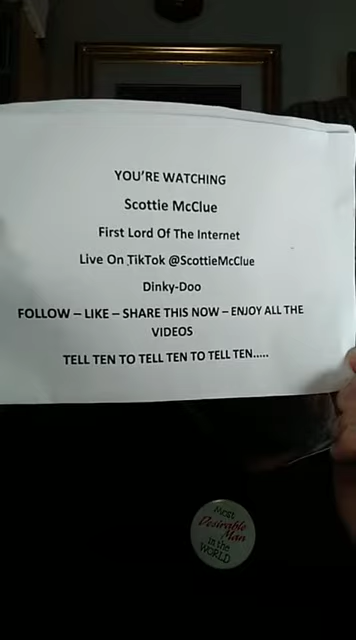 YOU'RE WATCHING
Scottie McClue
First Lord Of The Internet
Live On TikTok @ScottieMcClue
Dinky-Doo
FOLLOW – LIKE – SHARE THIS NOW – ENJOY ALL THE
VIDEOS
TELL TEN TO TELL TEN TO TELL TEN.....
Most
Desirable
Man
in the
WORLD